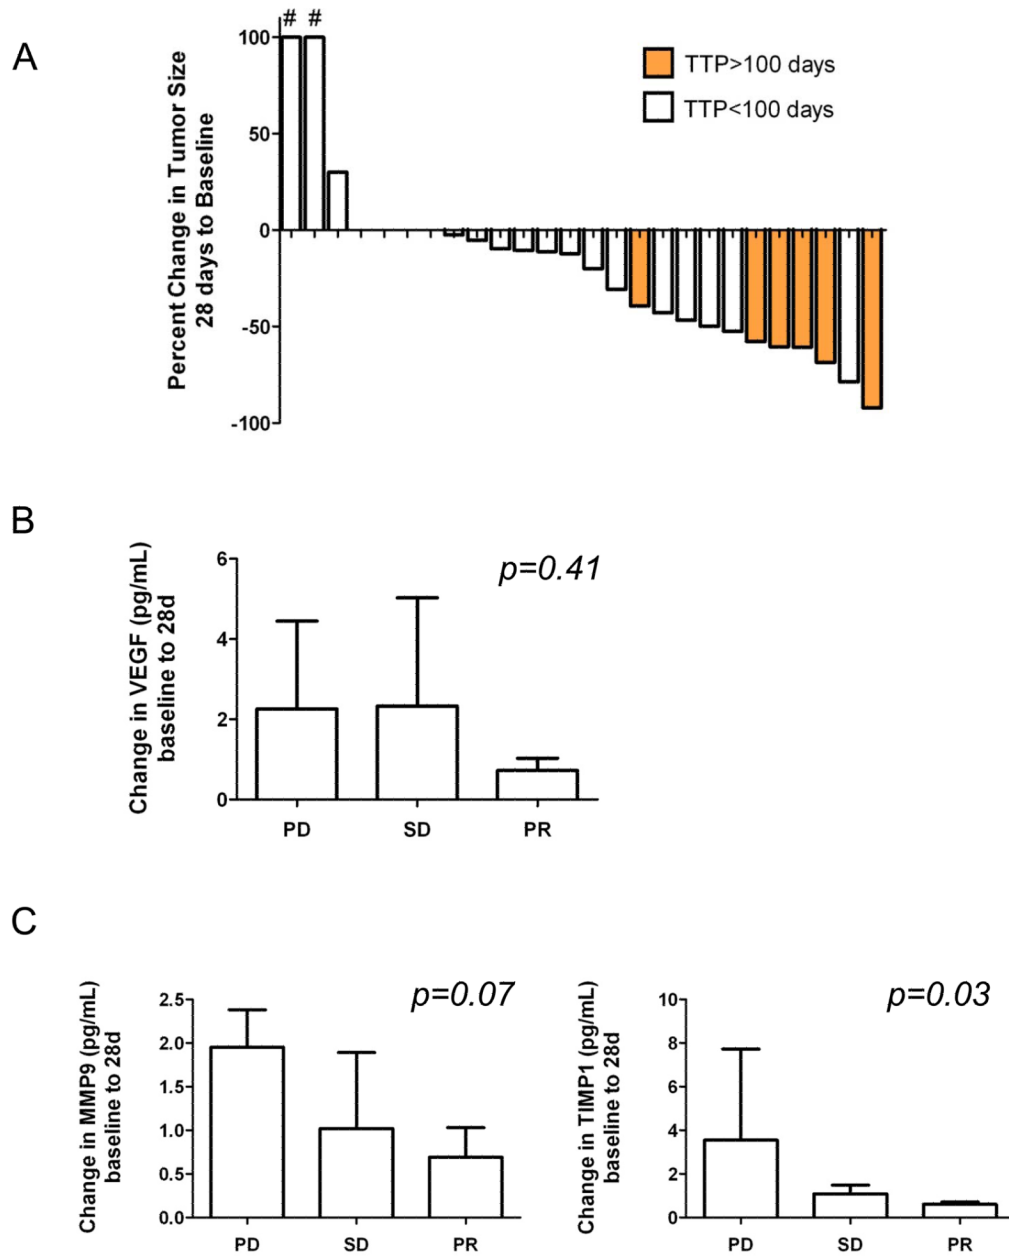 A
# #
TTP>100 days
TTP<100 days
Percent Change in Tumor Size
28 days to Baseline
100
50
0
-50
-100
B
p=0.41
Change in VEGF (pg/mL)
baseline to 28d
6
4
2
0
PD SD PR
C
p=0.07
Change in MMP9 (pg/mL)
baseline to 28d
2.5
2.0
1.5
1.0
0.5
0.0
PD SD PR
p=0.03
Change in TIMP1 (pg/mL)
baseline to 28d
10
8
6
4
2
0
PD SD PR